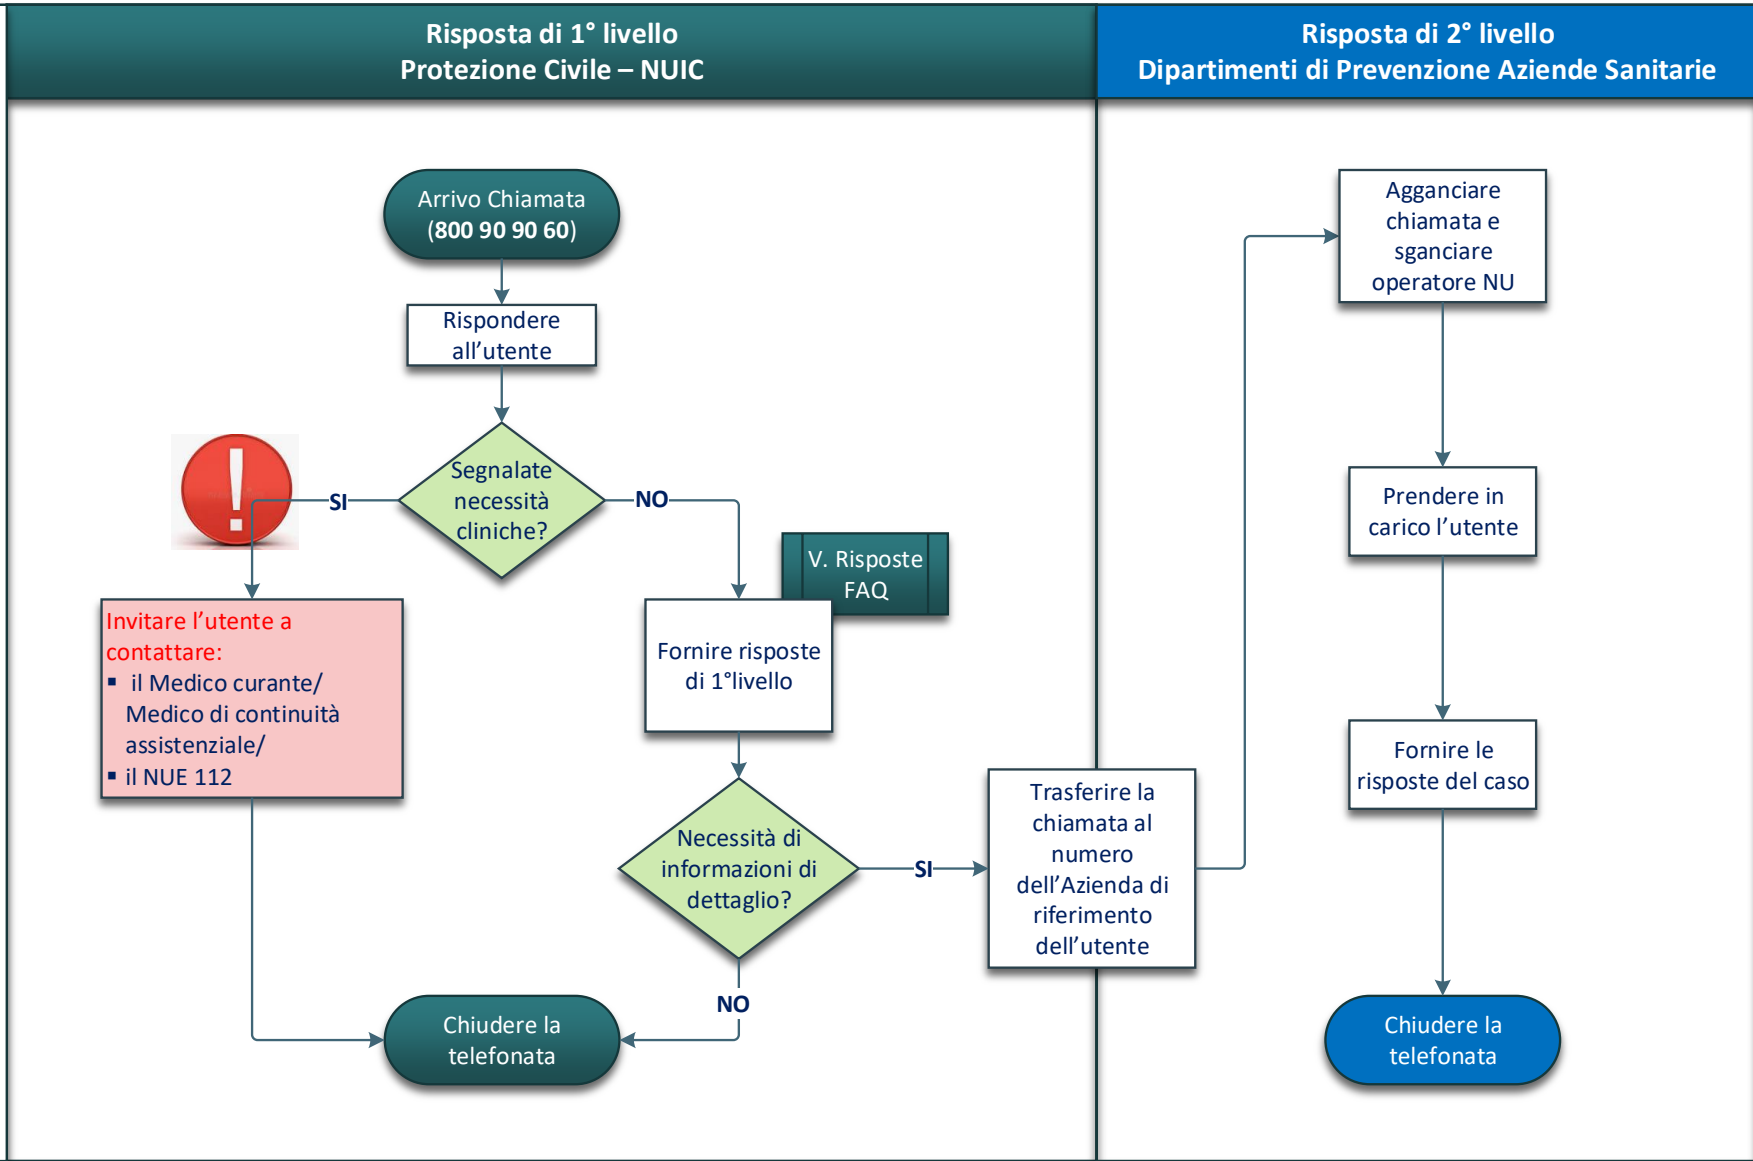 Risposta di 1° livello
Protezione Civile – NUIC
Risposta di 2° livello
Dipartimenti di Prevenzione Aziende Sanitarie
Arrivo Chiamata
(800 90 90 60)
Rispondere
all’utente
Segnalate
necessità
cliniche?
SI
NO
Invitare l’utente a
contattare:
▪ il Medico curante/
Medico di continuità
assistenziale/
▪ il NUE 112
V. Risposte
FAQ
Fornire risposte
di 1°livello
Necessità di
informazioni di
dettaglio?
SI
NO
Trasferire la
chiamata al
numero
dell’Azienda di
riferimento
dell’utente
Chiudere la
telefonata
Agganciare
chiamata e
sganciare
operatore NU
Prendere in
carico l’utente
Fornire le
risposte del caso
Chiudere la
telefonata